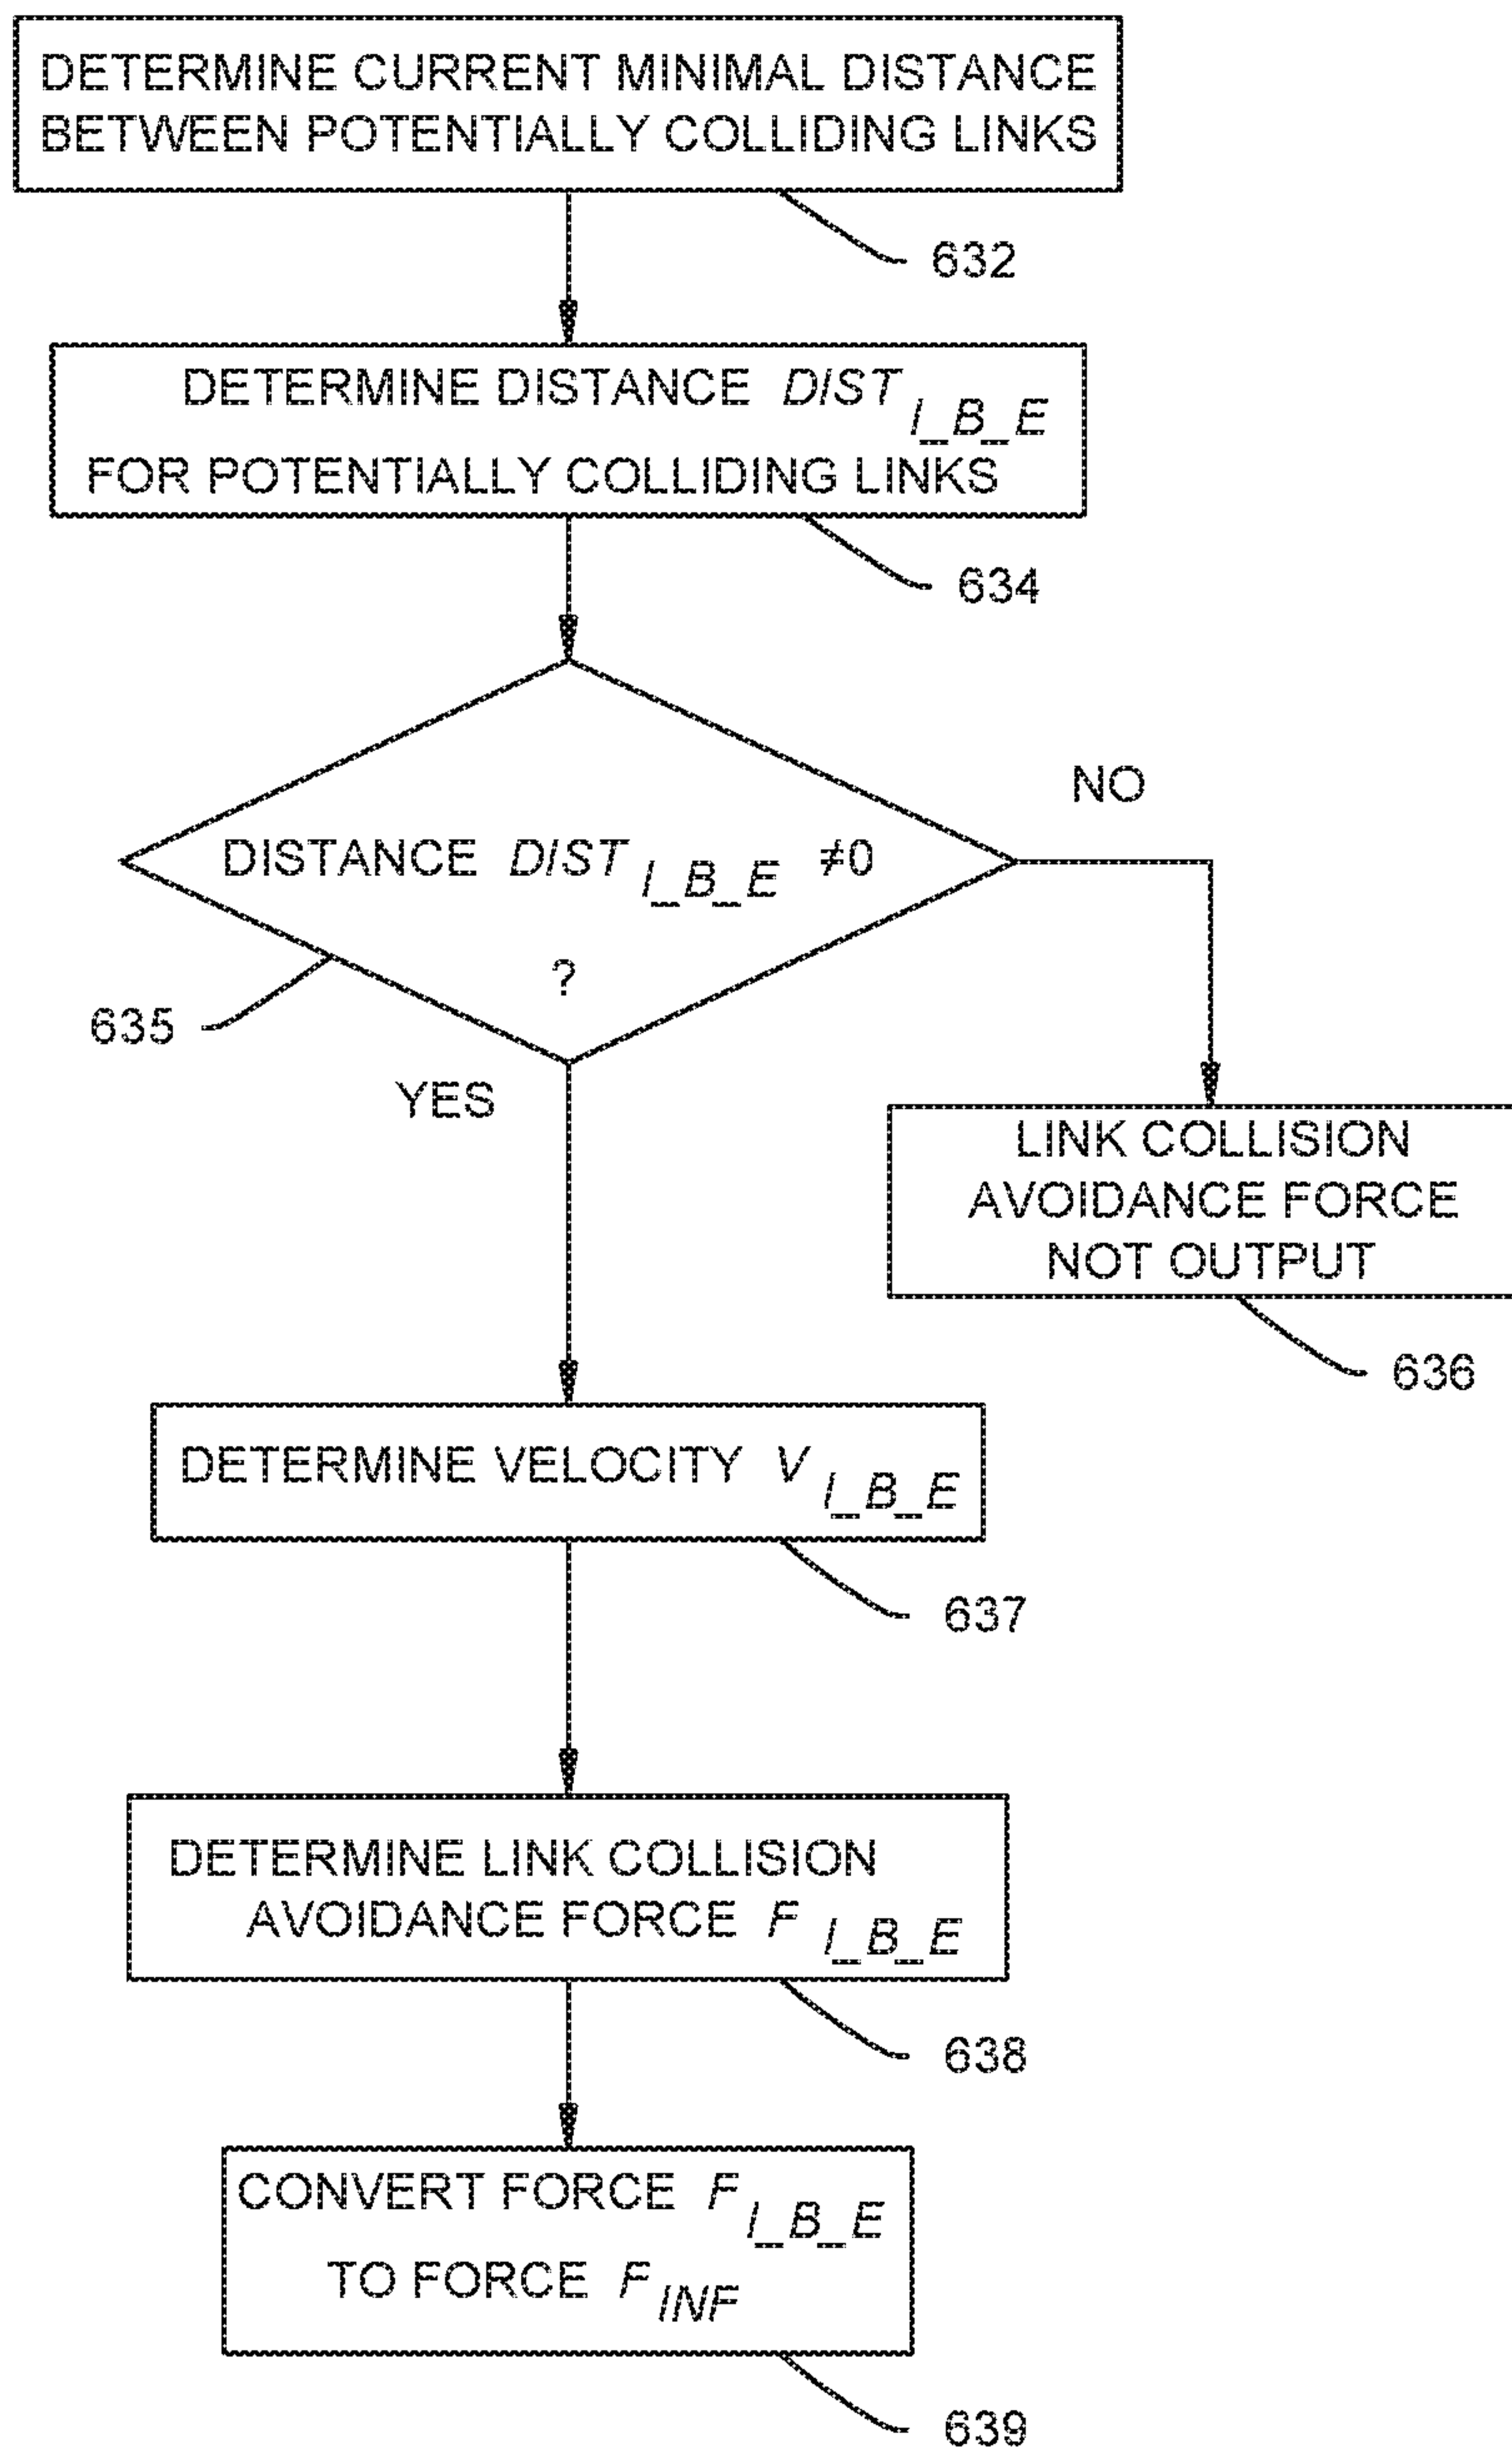 DETERMINE CURRENT MINIMAL DISTANCE
BETWEEN POTENTIALLY COLLIDING LINKS
632
DETERMINE DISTANCE DIST I_B_E
FOR POTENTIALLY COLLIDING LINKS
634
NO
DISTANCE DIST I_B_E ≠0
?
635
YES
LINK COLLISION
AVOIDANCE FORCE
NOT OUTPUT
636
DETERMINE VELOCITY V I_B_E
637
DETERMINE LINK COLLISION
AVOIDANCE FORCE F I_B_E
638
CONVERT FORCE F I_B_E
TO FORCE F INF
639